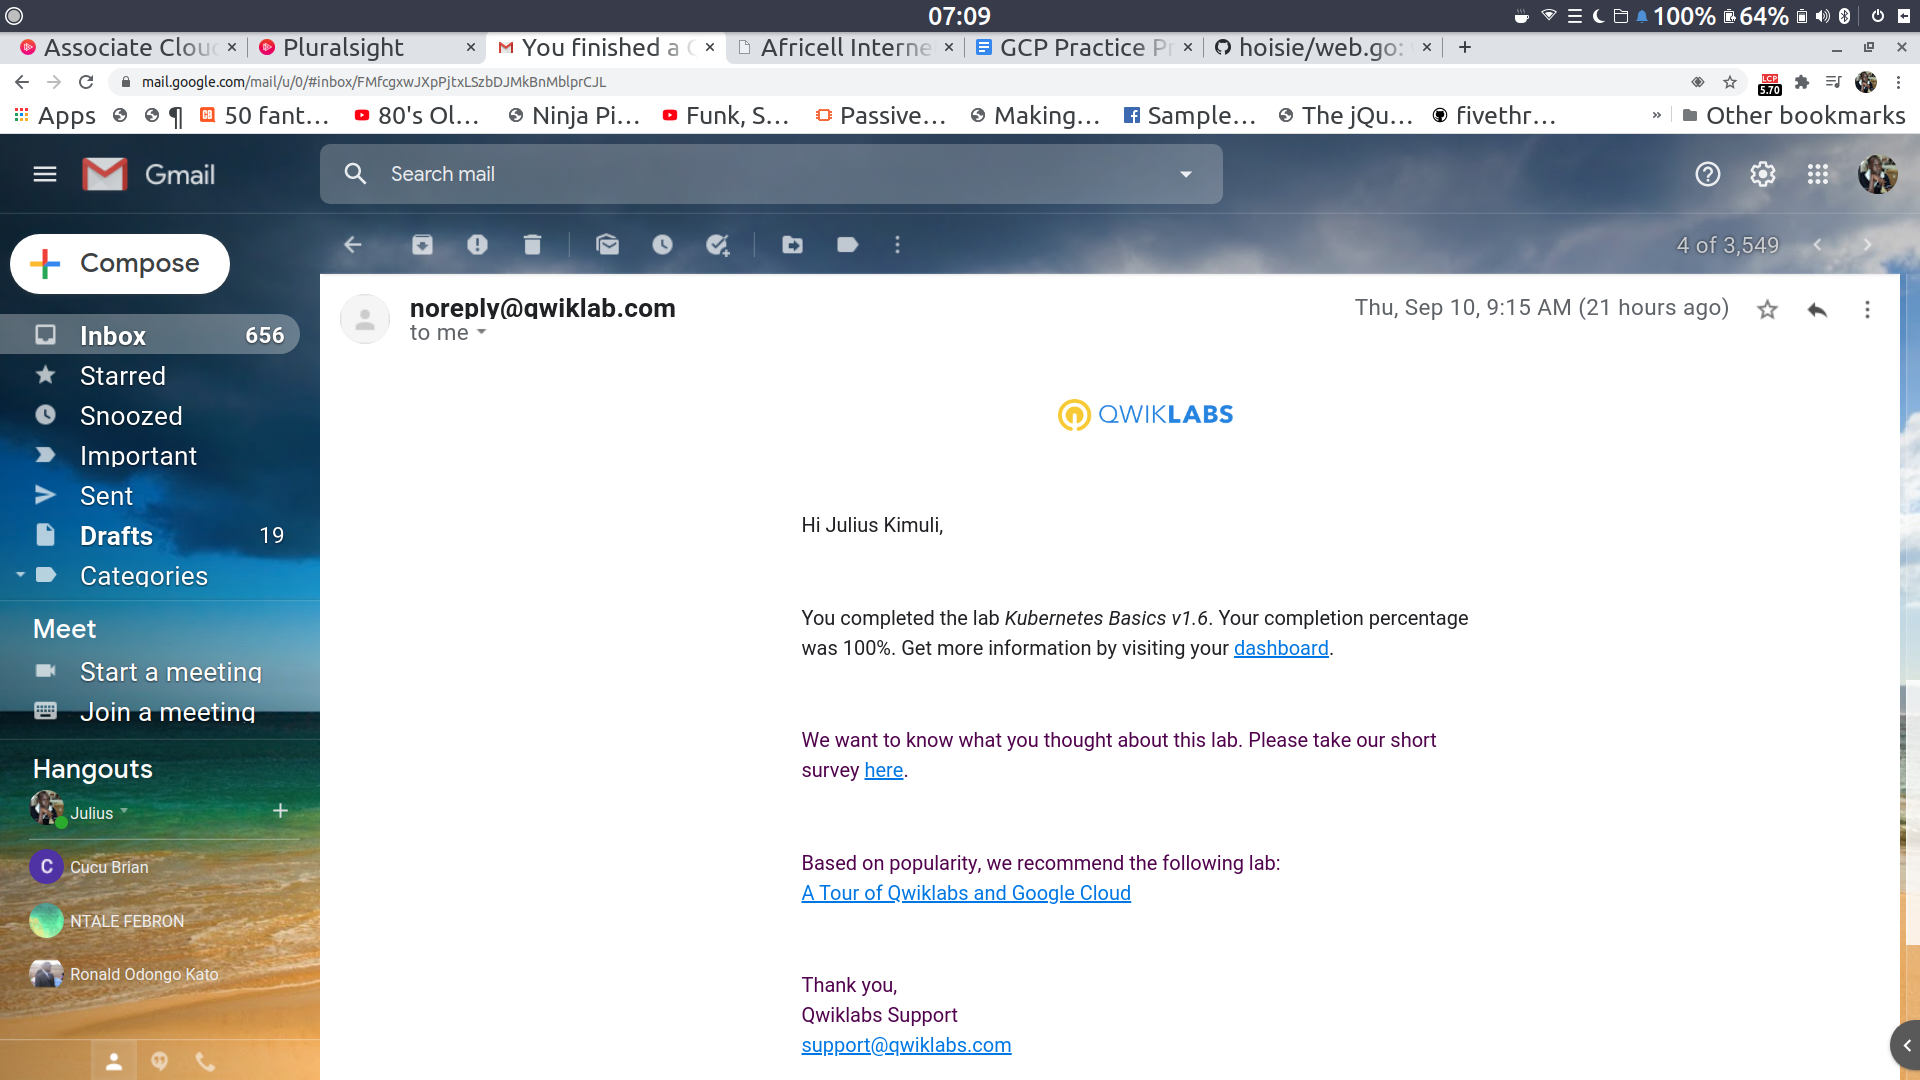 07:09
100%
64%
Associate Clou
Pluralsight
You finished a
Africell Interne
GCP Practice P
hoisie/web.go:
mail.google.com/mail/u/0/#inbox/FMfcgxwJXpPjtxLSzbDJMkBnMblprCJL
LCP
5.70
Apps
¶
50 fant...
80's Ol...
Ninja Pi...
Funk, S...
Passive...
Making...
Sample...
The jQu...
fivethr...
»
Other bookmarks
Gmail
Search mail
Compose
4 of 3,549
Inbox 656
Starred
Snoozed
Important
Sent
Drafts 19
Categories
Meet
Start a meeting
Join a meeting
Hangouts
Julius
C
Cucu Brian
NTALE FEBRON
Ronald Odongo Kato
noreply@qwiklab.com
Thu, Sep 10, 9:15 AM (21 hours ago)
to me
QWIKLABS
Hi Julius Kimuli,
You completed the lab Kubernetes Basics v1.6. Your completion percentage
was 100%. Get more information by visiting your dashboard.
We want to know what you thought about this lab. Please take our short
survey here.
Based on popularity, we recommend the following lab:
A Tour of Qwiklabs and Google Cloud
Thank you,
Qwiklabs Support
support@qwiklabs.com